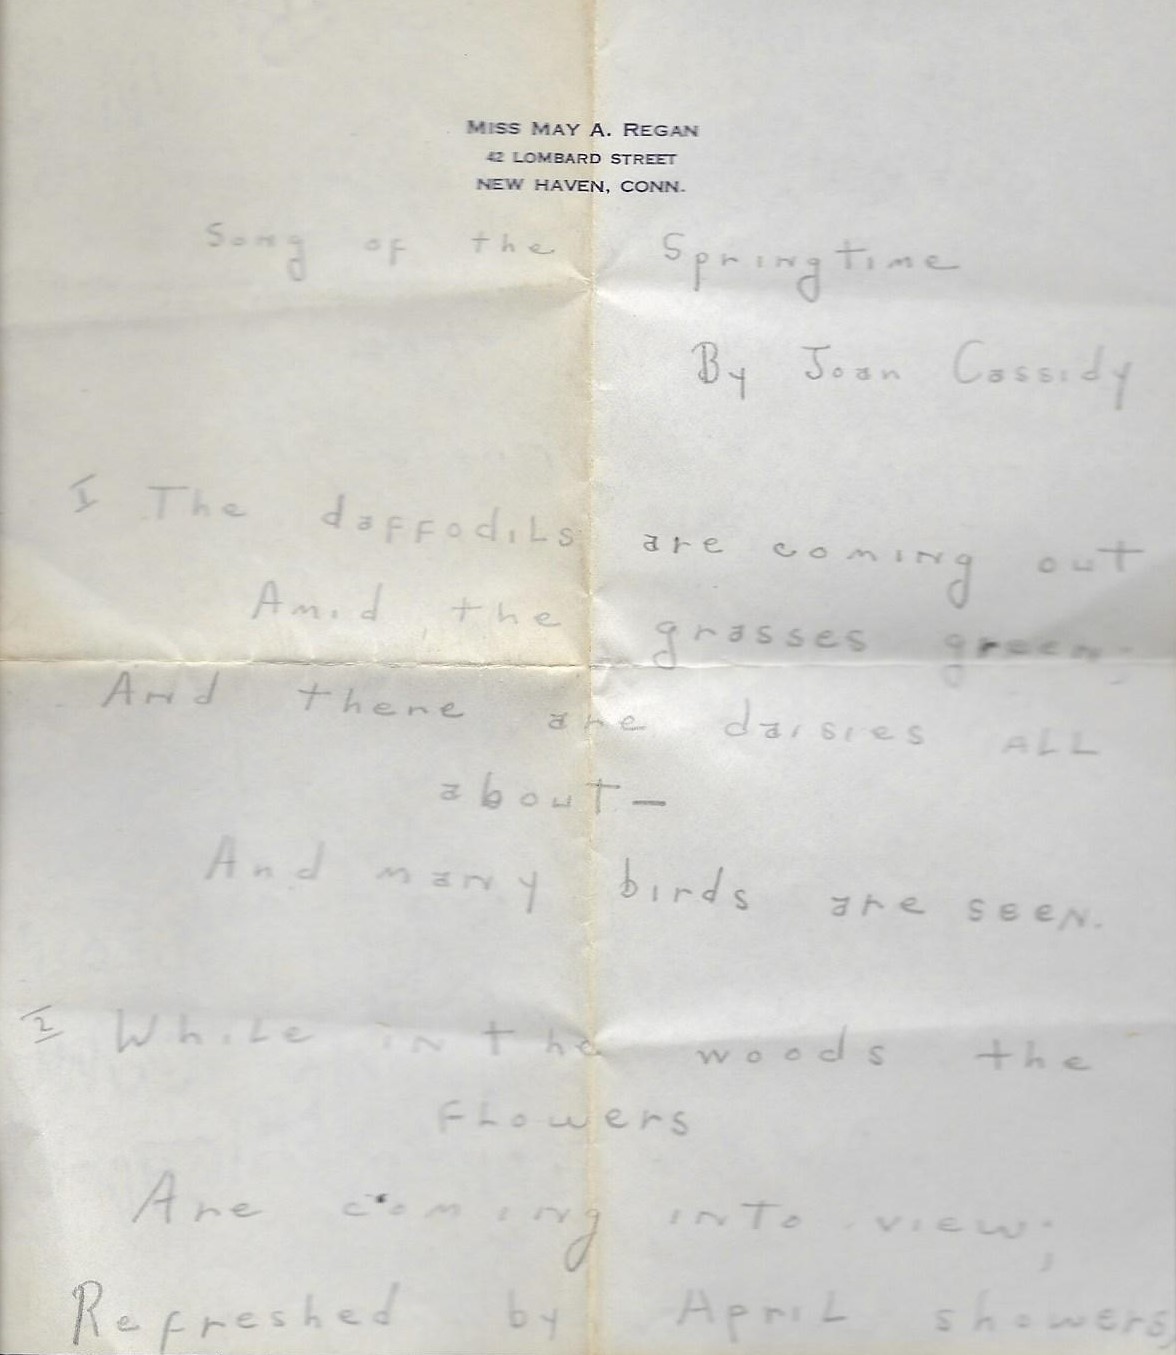 MISS MAY A. REGAN
42 LOMBARD STREET
NEW HAVEN, CONN.
Song of the Springtime
By Joan Cassidy
I The daffodils are coming out
Amid the grasses green;
And there are daisies all
about—
And many birds are seen.
2 While in the woods the
flowers
Are coming into view;
Refreshed by April showers,